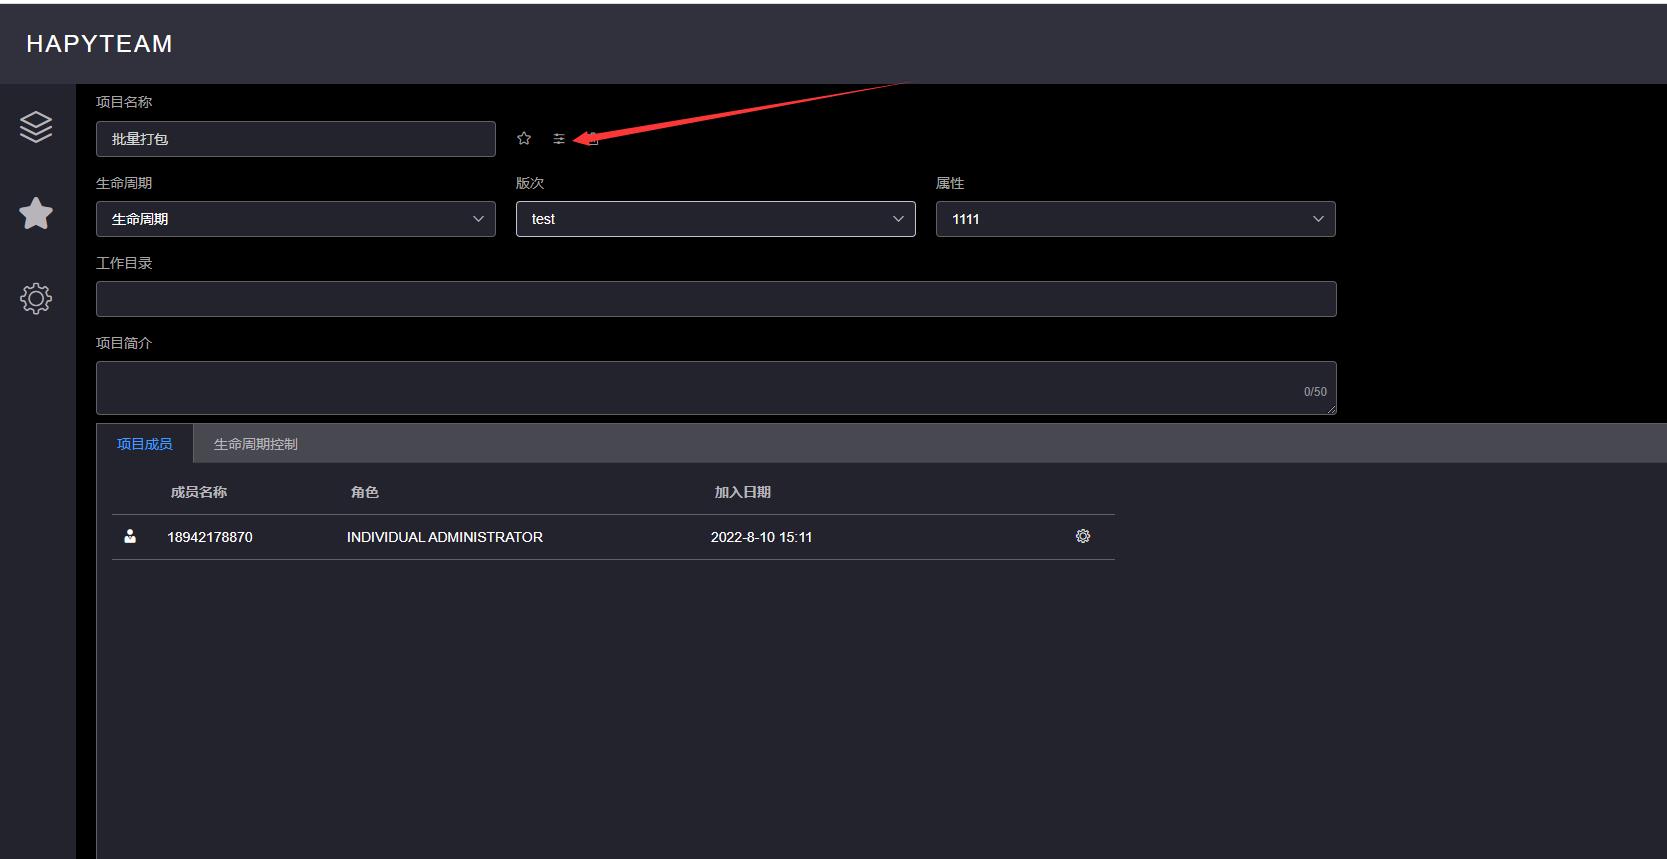 HAPYTEAM
项目名称
批量打包
生命周期 版次 属性
生命周期 test 1111
工作目录
项目简介
0/50
项目成员 生命周期控制
成员名称 角色 加入日期
18942178870 INDIVIDUAL ADMINISTRATOR 2022-8-10 15:11